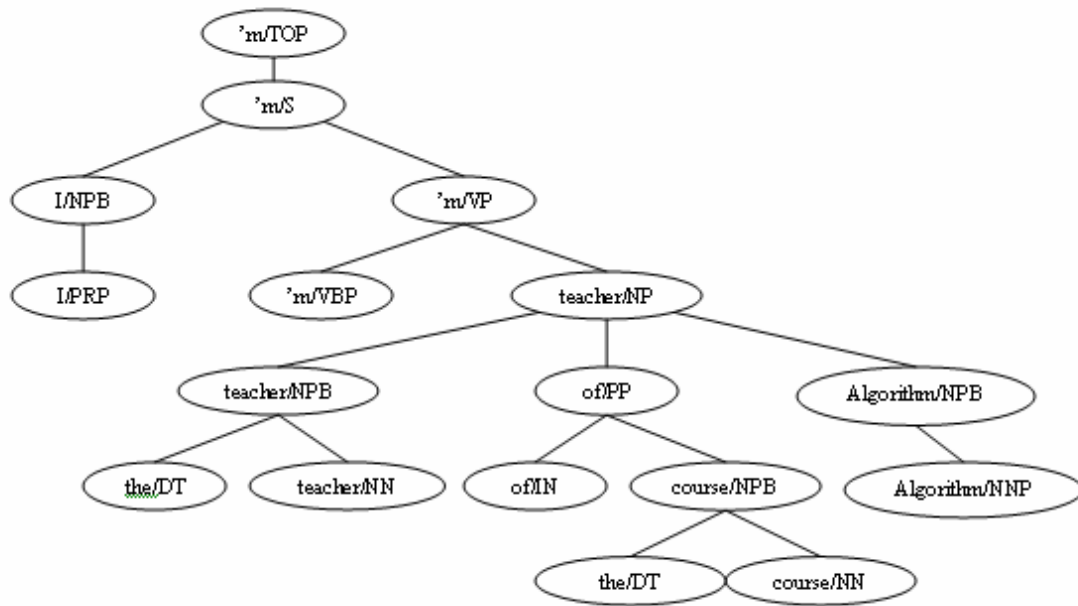 ’m/TOP
’m/S
I/NPB ’m/VP
I/PRP ’m/VBP teacher/NP
teacher/NPB of/PP Algorithm/NPB
the/DT teacher/NN of/IN course/NPB Algorithm/NNP
the/DT course/NN